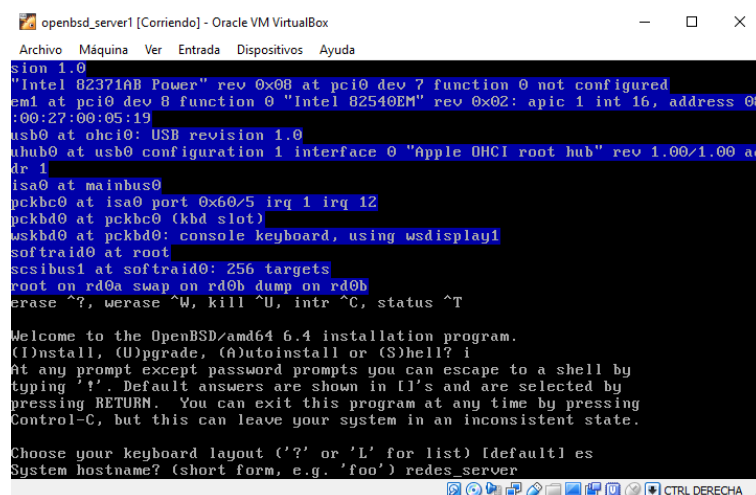 openbsd_server1 [Corriendo] - Oracle VM VirtualBox
Archivo Máquina Ver Entrada Dispositivos Ayuda
sion 1.0
"Intel 82371AB Power" rev 0x08 at pci0 dev 7 function 0 not configured
em1 at pci0 dev 8 function 0 "Intel 82540EM" rev 0x02: apic 1 int 16, address 08
:00:27:00:05:19
usb0 at ohci0: USB revision 1.0
uhub0 at usb0 configuration 1 interface 0 "Apple OHCI root hub" rev 1.00/1.00 ad
dr 1
isa0 at mainbus0
pckbc0 at isa0 port 0x60/5 irq 1 irq 12
pckbd0 at pckbc0 (kbd slot)
wskbd0 at pckbd0: console keyboard, using wsdisplay1
softraid0 at root
scsibus1 at softraid0: 256 targets
root on rd0a swap on rd0b dump on rd0b
erase ^?, werase ^W, kill ^U, intr ^C, status ^T
Welcome to the OpenBSD/amd64 6.4 installation program.
(I)nstall, (U)pgrade, (A)utoinstall or (S)hell? i
At any prompt except password prompts you can escape to a shell by
typing '!'. Default answers are shown in []'s and are selected by
pressing RETURN. You can exit this program at any time by pressing
Control-C, but this can leave your system in an inconsistent state.
Choose your keyboard layout ('?' or 'L' for list) [default] es
System hostname? (short form, e.g. 'foo') redes_server
CTRL DERECHA